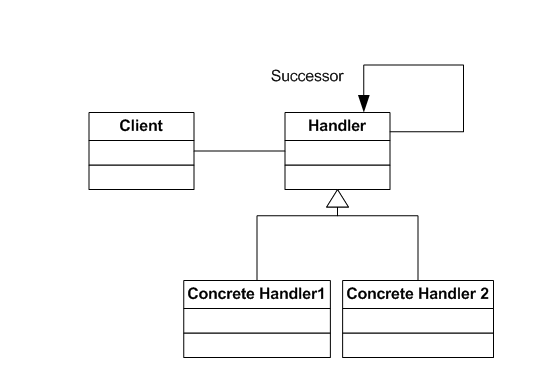 Successor
Client
Handler
Concrete Handler1
Concrete Handler 2